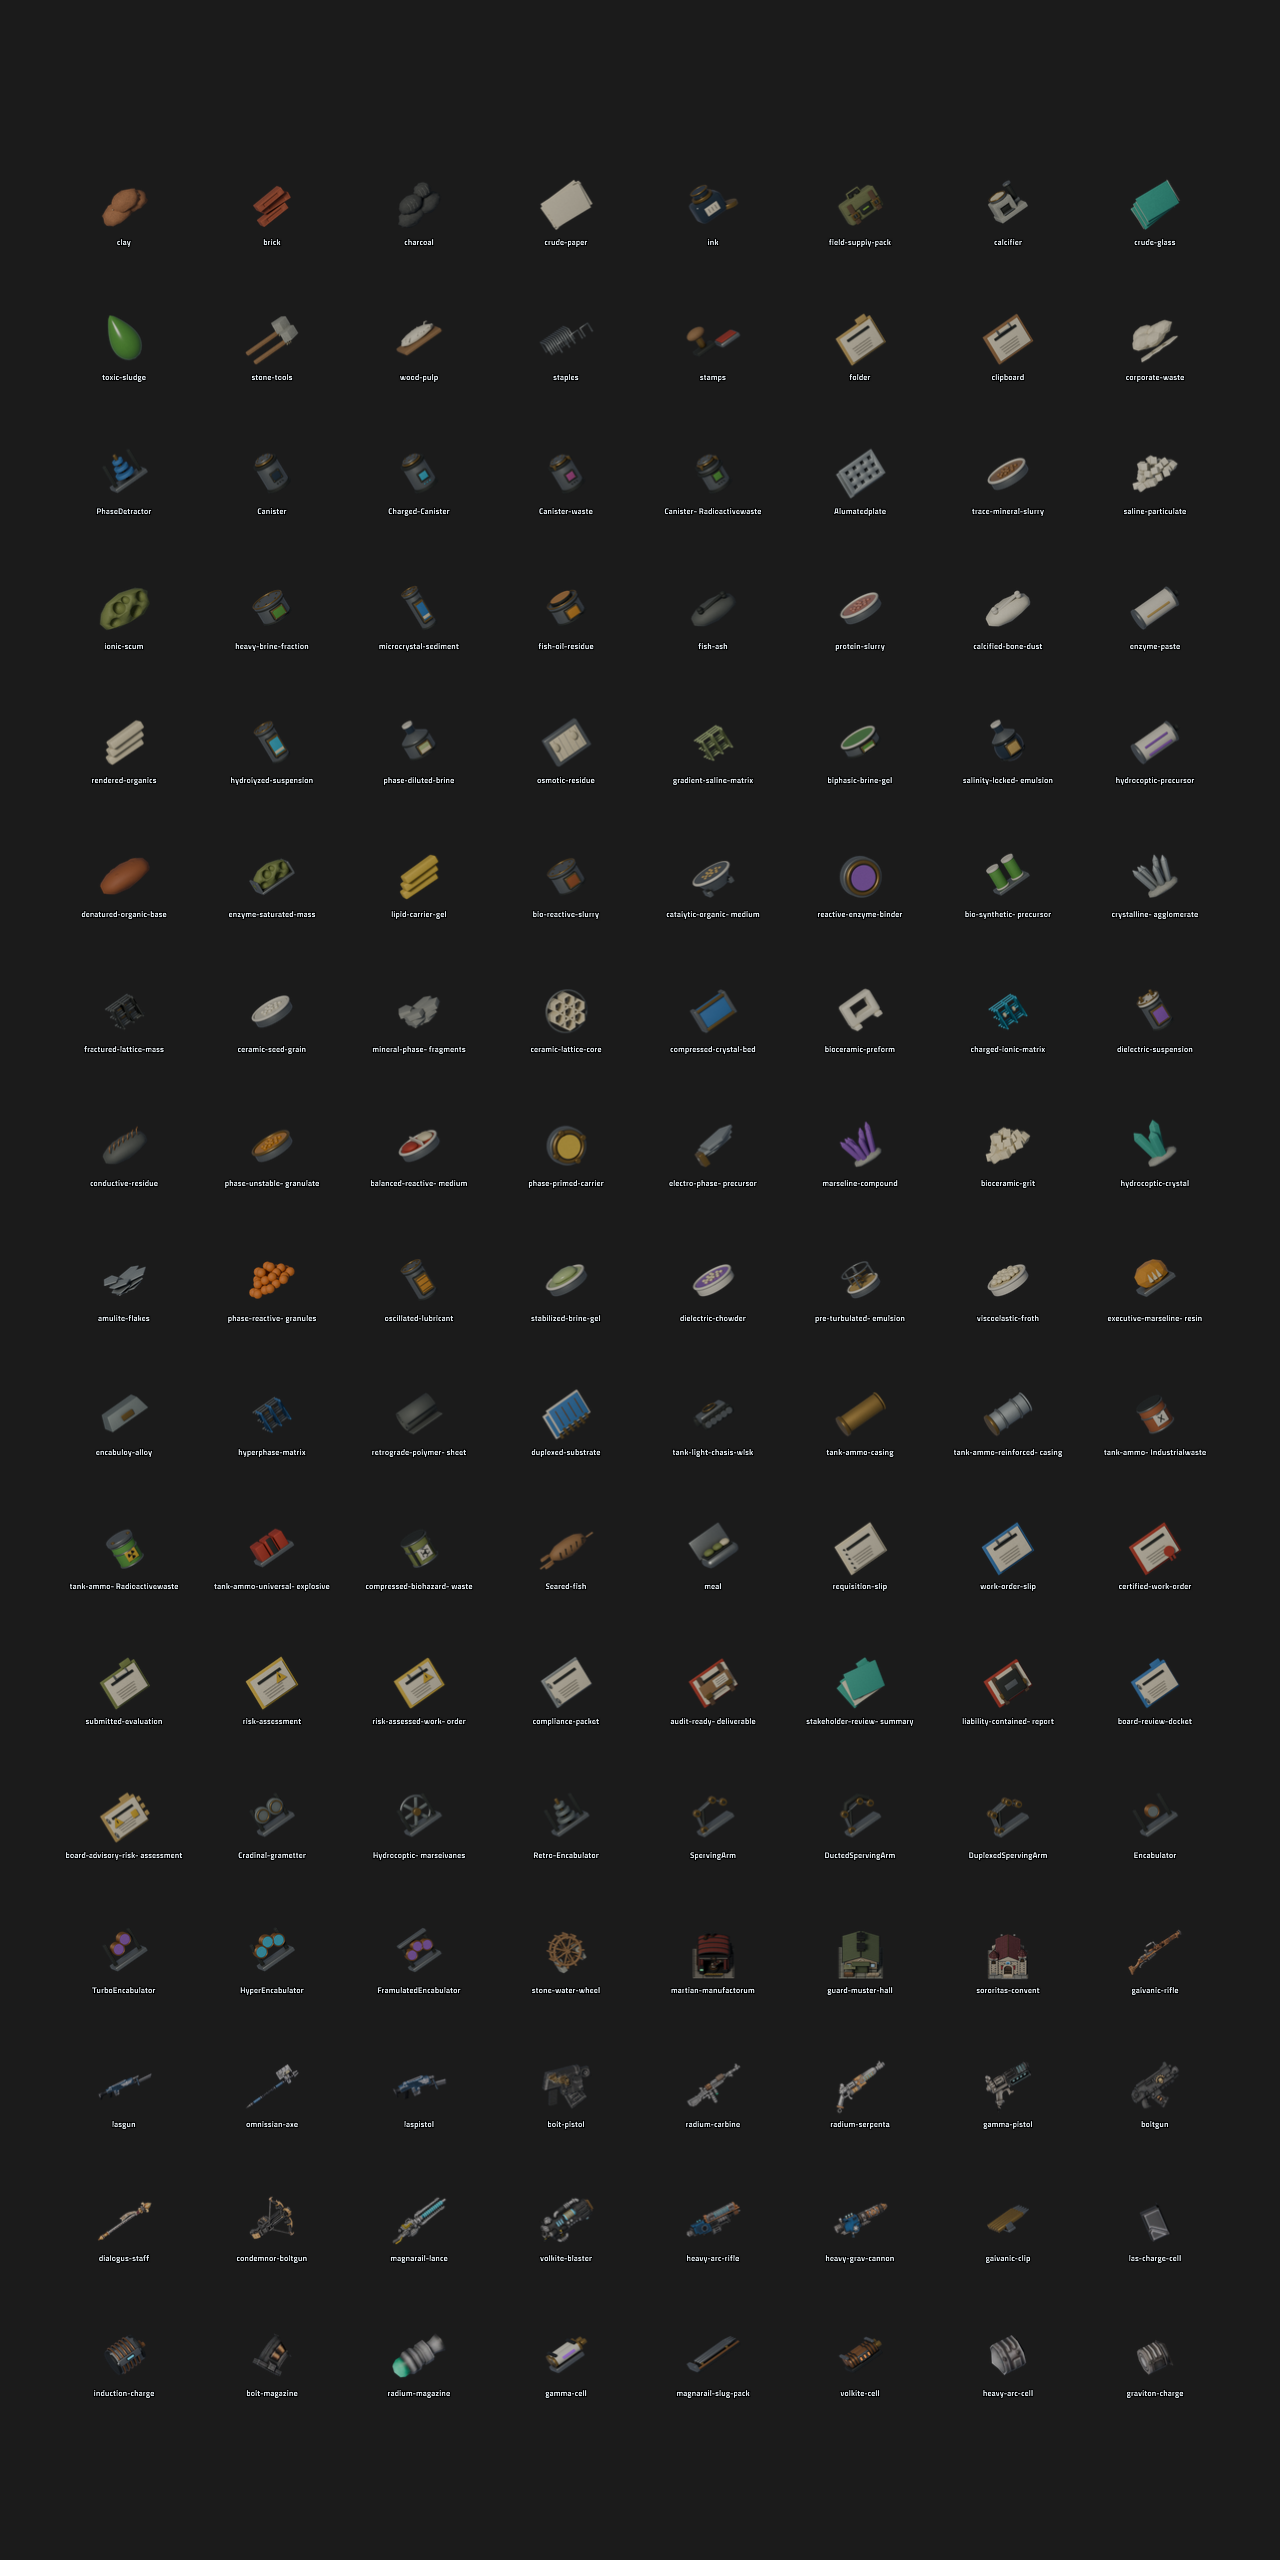 clay brick charcoal crude-paper ink field-supply-pack calcifier crude-glass
toxic-sludge stone-tools wood-pulp staples stamps folder clipboard corporate-waste
PhaseDetractor Canister Charged-Canister Canister-waste Canister- Radioactivewaste Alumatedplate trace-mineral-slurry saline-particulate
ionic-scum heavy-brine-fraction microcrystal-sediment fish-oil-residue fish-ash protein-slurry calcified-bone-dust enzyme-paste
rendered-organics hydrolyzed-suspension phase-diluted-brine osmotic-residue gradient-saline-matrix biphasic-brine-gel salinity-locked- emulsion hydrocoptic-precursor
denatured-organic-base enzyme-saturated-mass lipid-carrier-gel bio-reactive-slurry catalytic-organic- medium reactive-enzyme-binder bio-synthetic- precursor crystalline- agglomerate
fractured-lattice-mass ceramic-seed-grain mineral-phase- fragments ceramic-lattice-core compressed-crystal-bed bioceramic-preform charged-ionic-matrix dielectric-suspension
conductive-residue phase-unstable- granulate balanced-reactive- medium phase-primed-carrier electro-phase- precursor marseline-compound bioceramic-grit hydrocoptic-crystal
amulite-flakes phase-reactive- granules oscillated-lubricant stabilized-brine-gel dielectric-chowder pre-turbulated- emulsion viscoelastic-froth executive-marseline- resin
encabuloy-alloy hyperphase-matrix retrograde-polymer- sheet duplexed-substrate tank-light-chasis-wlsk tank-ammo-casing tank-ammo-reinforced- casing tank-ammo- Industrialwaste
tank-ammo- Radioactivewaste tank-ammo-universal- explosive compressed-biohazard- waste Seared-fish meal requisition-slip work-order-slip certified-work-order
submitted-evaluation risk-assessment risk-assessed-work- order compliance-packet audit-ready- deliverable stakeholder-review- summary liability-contained- report board-review-docket
board-advisory-risk- assessment Cradinal-grametter Hydrocoptic- marselvanes Retro-Encabulator SpervingArm DuctedSpervingArm DuplexedSpervingArm Encabulator
TurboEncabulator HyperEncabulator FramulatedEncabulator stone-water-wheel martian-manufactorum guard-muster-hall sororitas-convent galvanic-rifle
lasgun omnissian-axe laspistol bolt-pistol radium-carbine radium-serpenta gamma-pistol boltgun
dialogus-staff condemnor-boltgun magnarail-lance volkite-blaster heavy-arc-rifle heavy-grav-cannon galvanic-clip las-charge-cell
induction-charge bolt-magazine radium-magazine gamma-cell magnarail-slug-pack volkite-cell heavy-arc-cell graviton-charge